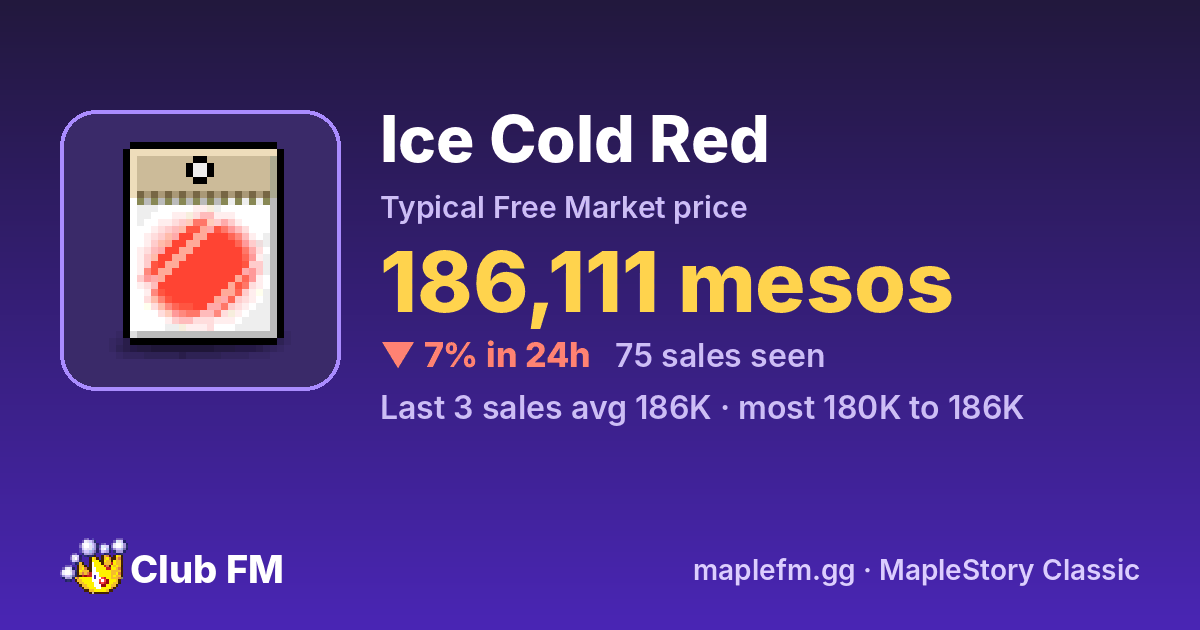 Ice Cold Red
Typical Free Market price
186,111 mesos
▼ 7% in 24h 75 sales seen
Last 3 sales avg 186K · most 180K to 186K
Club FM
maplefm.gg · MapleStory Classic